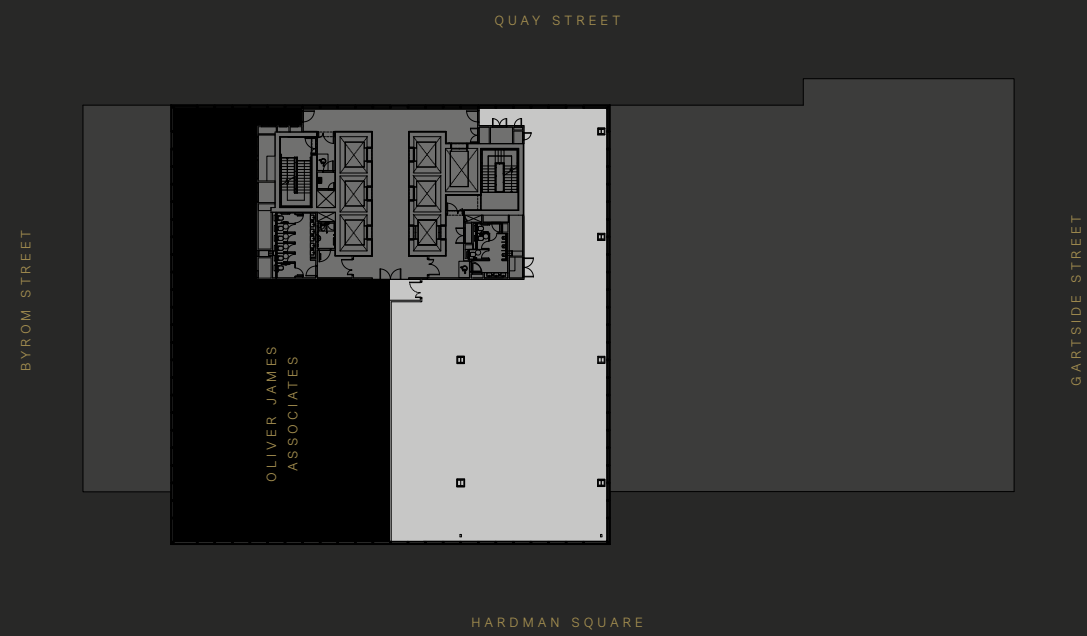 QUAY STREET
BYROM STREET
OLIVER JAMES
ASSOCIATES
GARTSIDE STREET
HARDMAN SQUARE